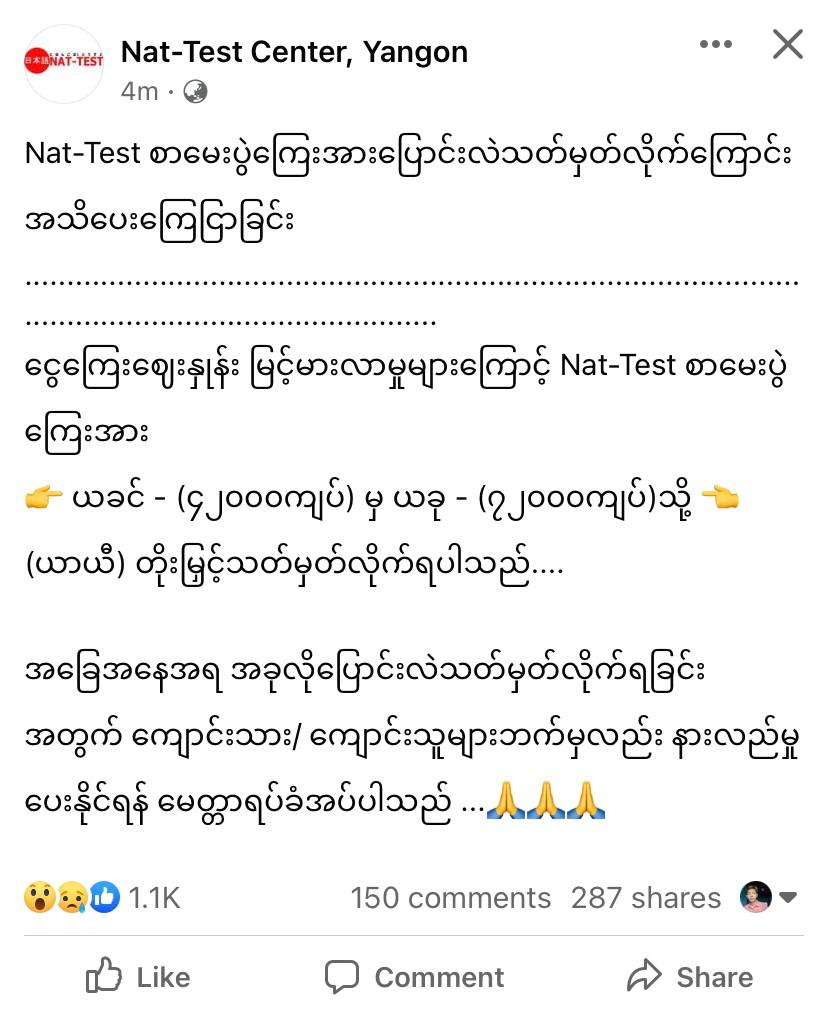 日本語NAT-TEST
Nat-Test Center, Yangon
4m ·
Nat-Test စာမေးပွဲကြေးအားပြောင်းလဲသတ်မှတ်လိုက်ကြောင်း
အသိပေးကြေငြာခြင်း
............................................................................................
.................................................
ငွေကြေးဈေးနှုန်း မြင့်မားလာမှုများကြောင့် Nat-Test စာမေးပွဲ
ကြေးအား
👉 ယခင် - (၄၂၀၀၀ကျပ်) မှ ယခု - (၇၂၀၀၀ကျပ်)သို့ 👈
(ယာယီ) တိုးမြှင့်သတ်မှတ်လိုက်ရပါသည်....
အခြေအနေအရ အခုလိုပြောင်းလဲသတ်မှတ်လိုက်ရခြင်း
အတွက် ကျောင်းသား/ ကျောင်းသူများဘက်မှလည်း နားလည်မှု
ပေးနိုင်ရန် မေတ္တာရပ်ခံအပ်ပါသည် ...🙏🙏🙏
1.1K 150 comments 287 shares
Like Comment Share